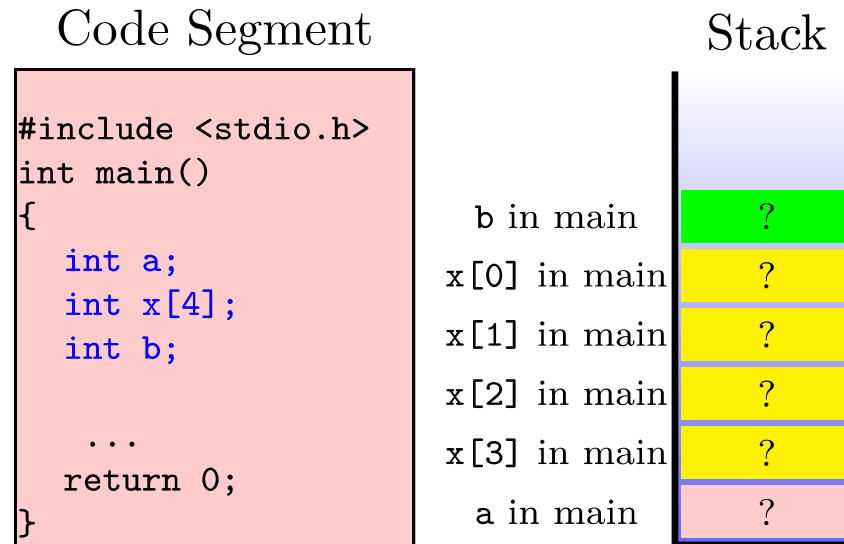 Code Segment
#include <stdio.h>
int main()
{
int a;
int x[4];
int b;
...
return 0;
}
Stack
b in main ?
x[0] in main ?
x[1] in main ?
x[2] in main ?
x[3] in main ?
a in main ?